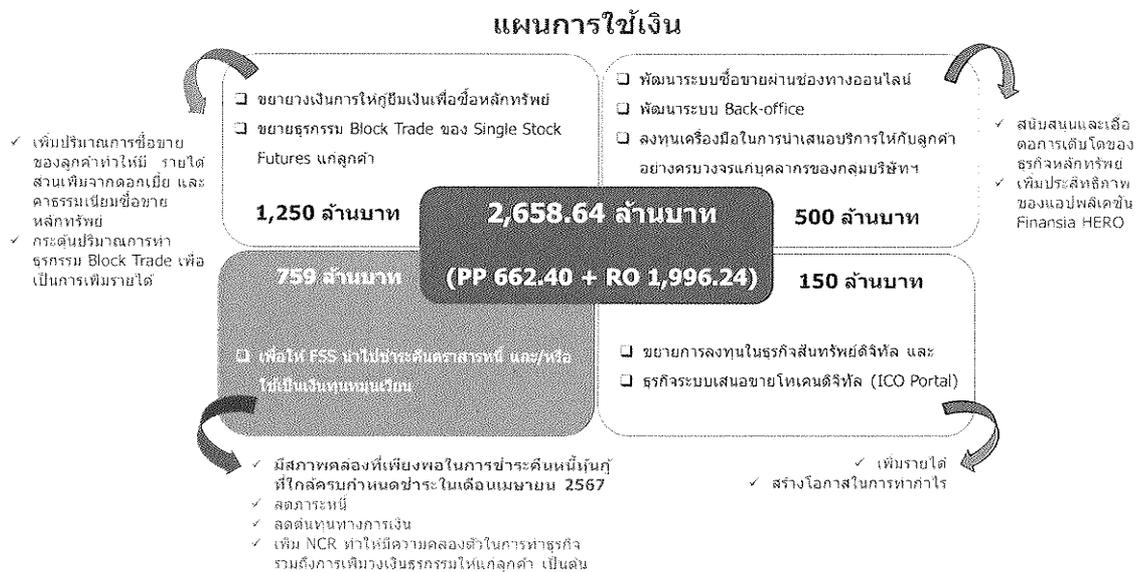 แผนการใช้เงิน
❑ ขยายวงเงินการให้กู้ยืมเงินเพื่อซื้อหลักทรัพย์
❑ ขยายธุรกรรม Block Trade ของ Single Stock
Futures แก่ลูกค้า
1,250 ล้านบาท
✓ เพิ่มปริมาณการซื้อขาย
ของลูกค้าทำให้มี รายได้
ส่วนเพิ่มจากดอกเบี้ย และ
ค่าธรรมเนียมซื้อขาย
หลักทรัพย์
✓ กระตุ้นปริมาณการทำ
ธุรกรรม Block Trade เพื่อ
เป็นการเพิ่มรายได้
❑ พัฒนาระบบซื้อขายผ่านช่องทางออนไลน์
❑ พัฒนาระบบ Back-office
❑ ลงทุนเครื่องมือในการนำเสนอบริการให้กับลูกค้า
อย่างครบวงจรแก่บุคลากรของกลุ่มบริษัทฯ
500 ล้านบาท
✓ สนับสนุนและเอื้อ
ต่อการเติบโตของ
ธุรกิจหลักทรัพย์
✓ เพิ่มประสิทธิภาพ
ของแอปพลิเคชัน
Finansia HERO
2,658.64 ล้านบาท
(PP 662.40 + RO 1,996.24)
759 ล้านบาท
❑ เพื่อให้ FSS นำไปชำระคืนตราสารหนี้ และ/หรือ
ใช้เป็นเงินทุนหมุนเวียน
✓ มีสภาพคล่องที่เพียงพอในการชำระคืนหนี้หุ้นกู้
ที่ใกล้ครบกำหนดชำระในเดือนเมษายน 2567
✓ ลดภาระหนี้
✓ ลดต้นทุนทางการเงิน
✓ เพิ่ม NCR ทำให้มีความคล่องตัวในการทำธุรกิจ
รวมถึงการเพิ่มวงเงินธุรกรรมให้แก่ลูกค้า เป็นต้น
150 ล้านบาท
❑ ขยายการลงทุนในธุรกิจสินทรัพย์ดิจิทัล และ
❑ ธุรกิจระบบเสนอขายโทเคนดิจิทัล (ICO Portal)
✓ เพิ่มรายได้
✓ สร้างโอกาสในการทำกำไร